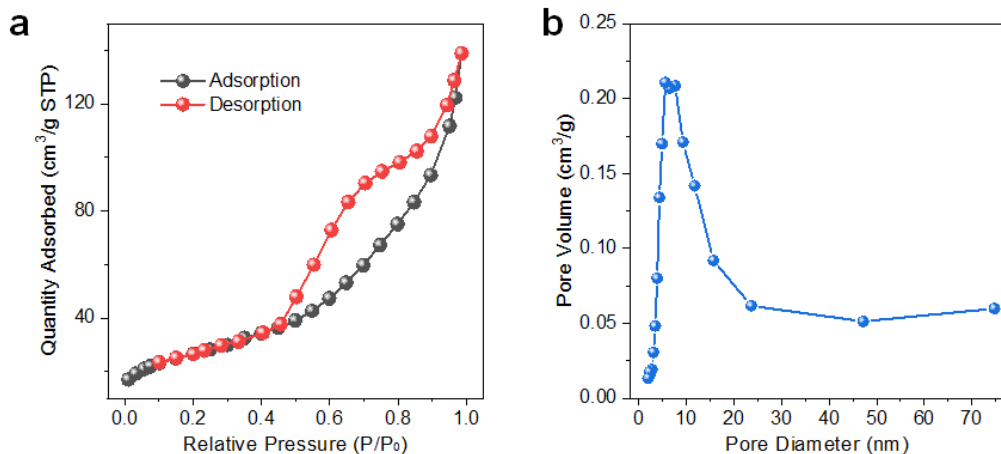 a
Quantity Adsorbed (cm³/g STP)
120
80
40
Adsorption
Desorption
0.0 0.2 0.4 0.6 0.8 1.0
Relative Pressure (P/P₀)
b
Pore Volume (cm³/g)
0.25
0.20
0.15
0.10
0.05
0.00
0 10 20 30 40 50 60 70
Pore Diameter (nm)